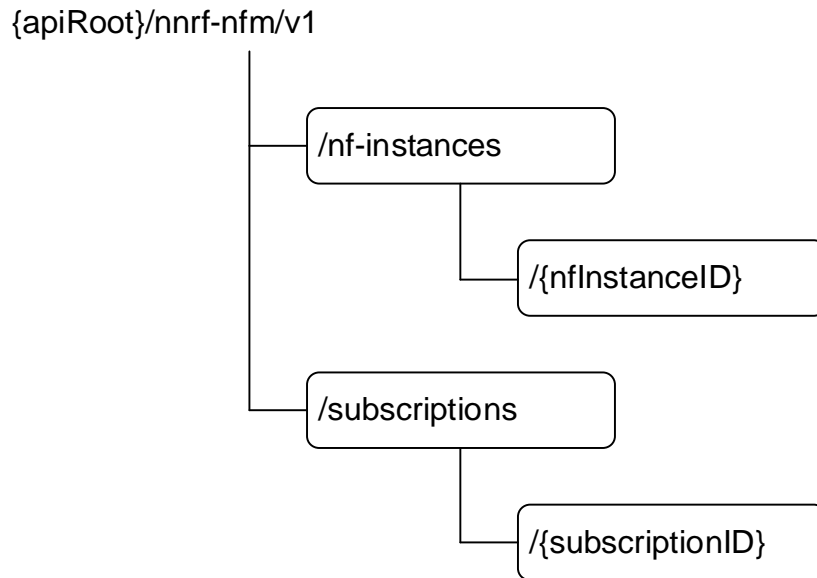 {apiRoot}/nnrf-nfm/v1
/nf-instances
/{nfInstanceID}
/subscriptions
/{subscriptionID}